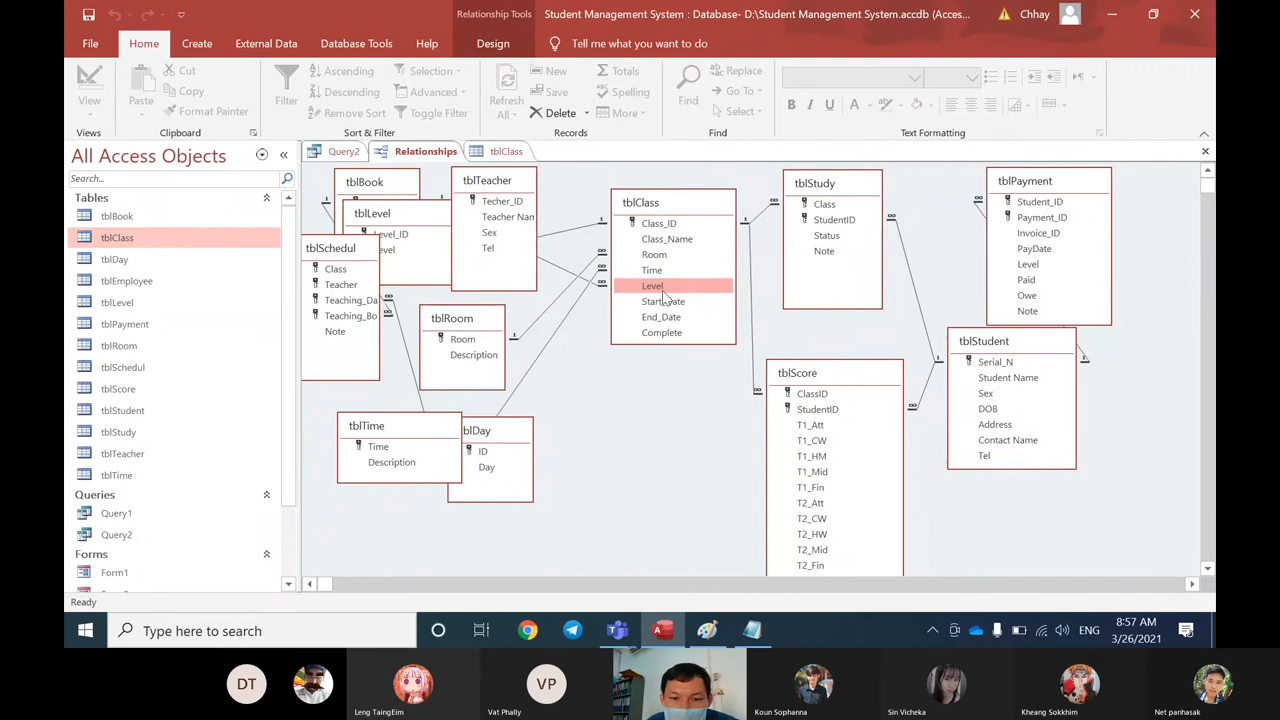 Relationship Tools
Student Management System : Database- D:\Student Management System.accdb (Acces...
Chhay
File
Home
Create
External Data
Database Tools
Help
Design
Tell me what you want to do
View
Views
Paste
Cut
Copy
Format Painter
Clipboard
Filter
Ascending
Descending
Remove Sort
Selection
Advanced
Toggle Filter
Sort & Filter
Refresh
All
New
Save
Delete
Totals
Spelling
More
Records
Find
Replace
Go To
Select
Find
B I U
A
Text Formatting
All Access Objects
Search...
Tables
tblBook
tblClass
tblDay
tblEmployee
tblLevel
tblPayment
tblRoom
tblSchedul
tblScore
tblStudent
tblStudy
tblTeacher
tblTime
Queries
Query1
Query2
Forms
Form1
Query2
Relationships
tblClass
tblBook
tblLevel
Level_ID
evel
tblSchedul
Class
Teacher
Teaching_Da
Teaching_Bo
Note
tblTeacher
Techer_ID
Teacher Nan
Sex
Tel
tblRoom
Room
Description
tblTime
Time
Description
tblDay
ID
Day
tblClass
Class_ID
Class_Name
Room
Time
Level
Start_Date
End_Date
Complete
tblStudy
Class
StudentID
Status
Note
tblScore
ClassID
StudentID
T1_Att
T1_CW
T1_HM
T1_Mid
T1_Fin
T2_Att
T2_CW
T2_HW
T2_Mid
T2_Fin
tblPayment
Student_ID
Payment_ID
Invoice_ID
PayDate
Level
Paid
Owe
Note
tblStudent
Serial_N
Student Name
Sex
DOB
Address
Contact Name
Tel
Ready
Type here to search
ENG
8:57 AM
3/26/2021
DT
Leng TaingEim
VP
Vat Phally
Koun Sophanna
Sin Vicheka
Kheang Sokkhim
Net panhasak